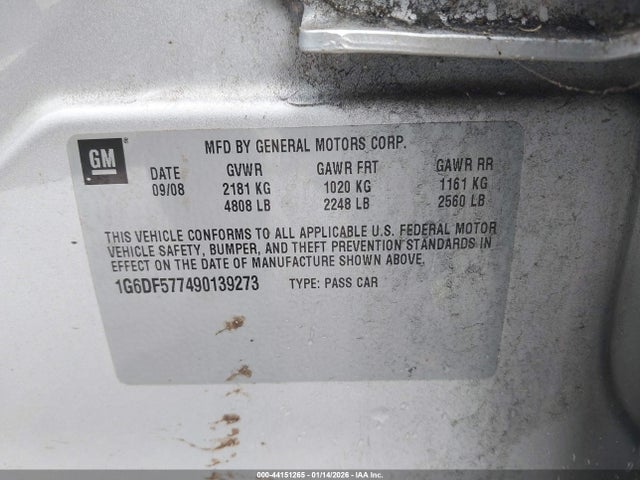 GM
MFD BY GENERAL MOTORS CORP.
DATE GVWR GAWR FRT GAWR RR
09/08 2181 KG 1020 KG 1161 KG
4808 LB 2248 LB 2560 LB
THIS VEHICLE CONFORMS TO ALL APPLICABLE U.S. FEDERAL MOTOR
VEHICLE SAFETY, BUMPER, AND THEFT PREVENTION STANDARDS IN
EFFECT ON THE DATE OF MANUFACTURE SHOWN ABOVE.
1G6DF577490139273 TYPE: PASS CAR
000-44151265 - 01/14/2026 - IAA Inc.